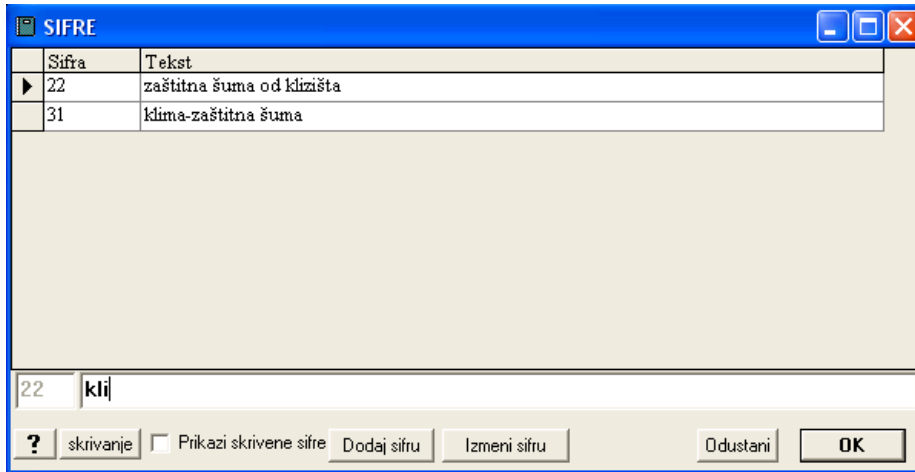 SIFRE
Sifra Tekst
22 zaštitna šuma od klizišta
31 klima-zaštitna šuma
22 kli
? skrivanje Prikazi skrivene sifre Dodaj sifru Izmeni sifru Odustani OK